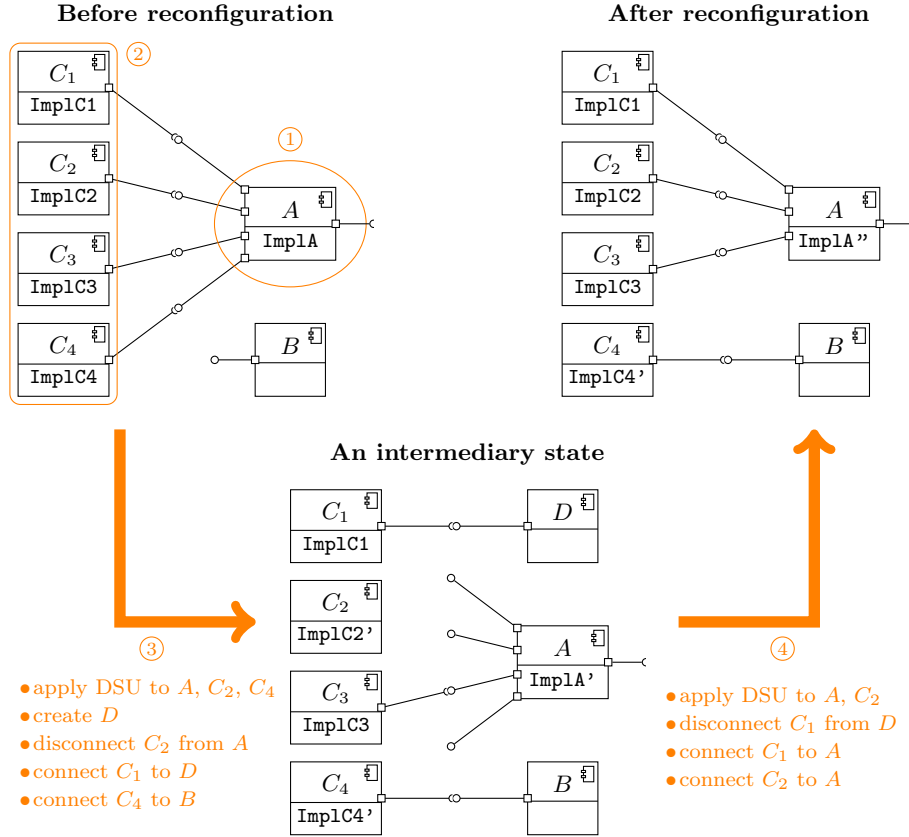 Before reconfiguration
After reconfiguration
②
①
C₁
ImplC1
C₂
ImplC2
C₃
ImplC3
C₄
ImplC4
A
ImplA
B
C₁
ImplC1
C₂
ImplC2
C₃
ImplC3
C₄
ImplC4'
A
ImplA”
B
An intermediary state
C₁
ImplC1
D
C₂
ImplC2'
C₃
ImplC3
A
ImplA'
C₄
ImplC4'
B
③
• apply DSU to A, C₂, C₄
• create D
• disconnect C₂ from A
• connect C₁ to D
• connect C₄ to B
④
• apply DSU to A, C₂
• disconnect C₁ from D
• connect C₁ to A
• connect C₂ to A